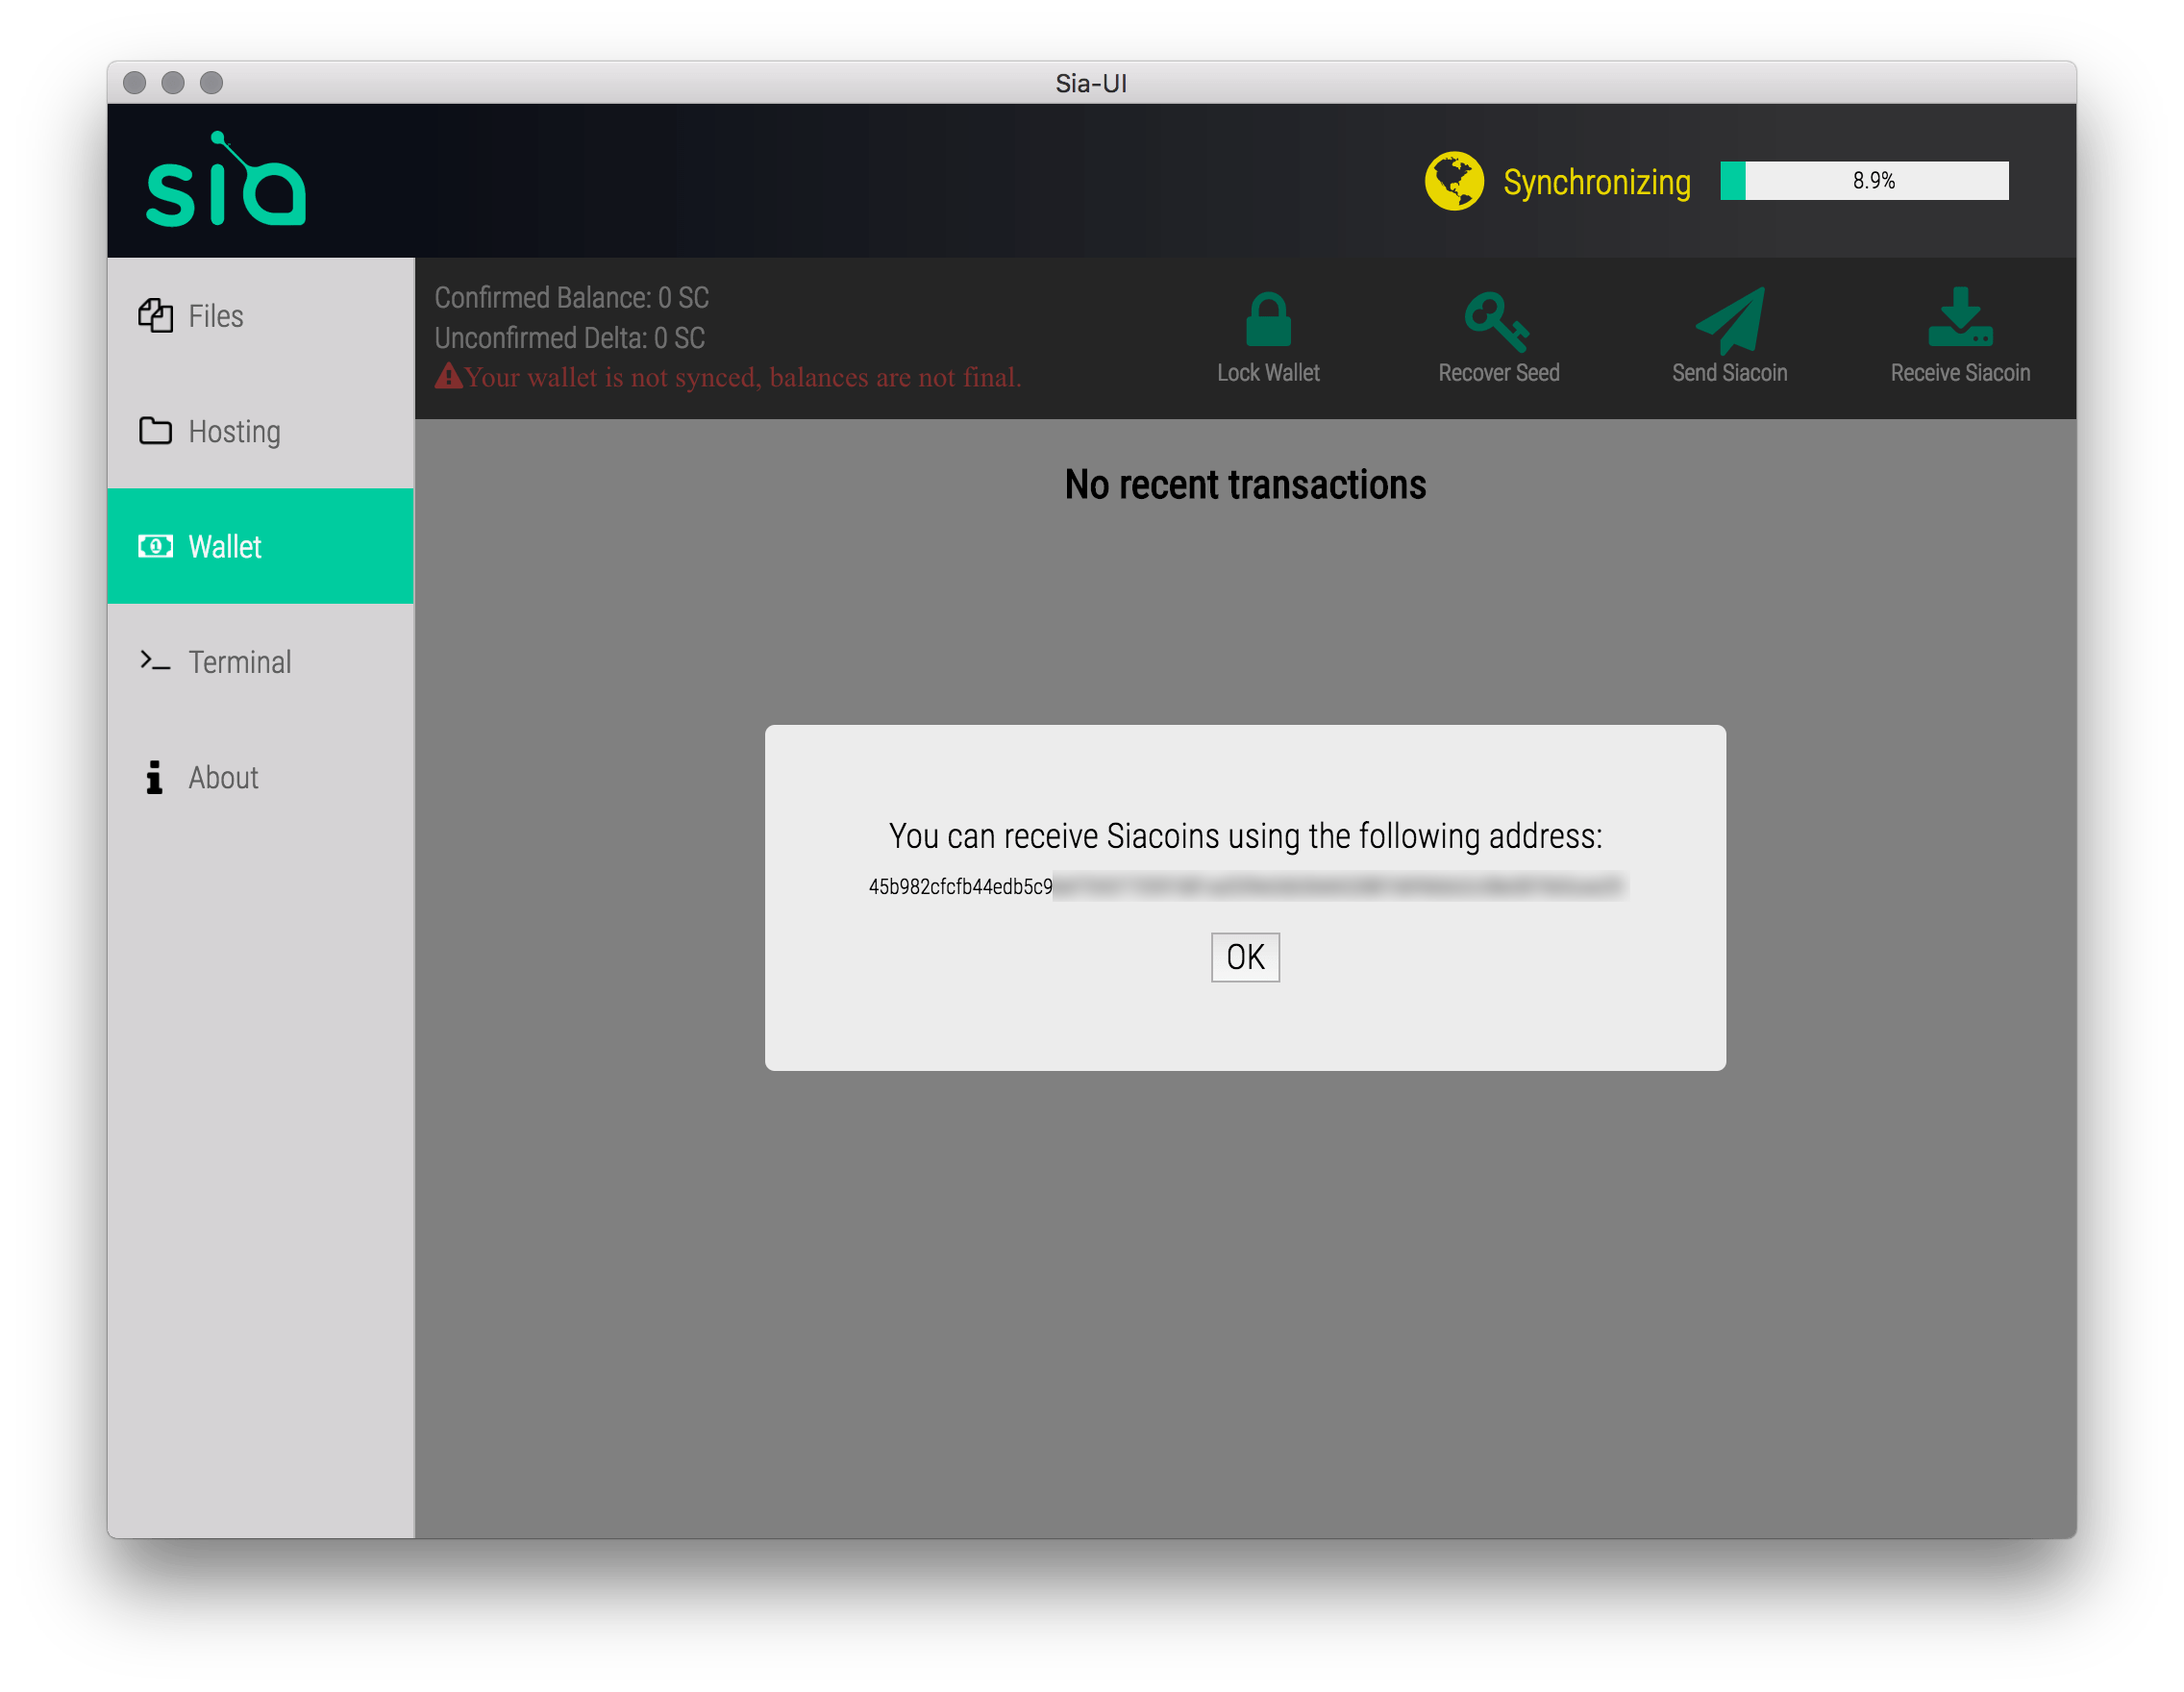 Sia-UI
sia
Synchronizing
8.9%
Files
Hosting
Wallet
Terminal
About
Confirmed Balance: 0 SC
Unconfirmed Delta: 0 SC
Your wallet is not synced, balances are not final.
Lock Wallet
Recover Seed
Send Siacoin
Receive Siacoin
No recent transactions
You can receive Siacoins using the following address:
45b982cfcfb44edb5c9
OK